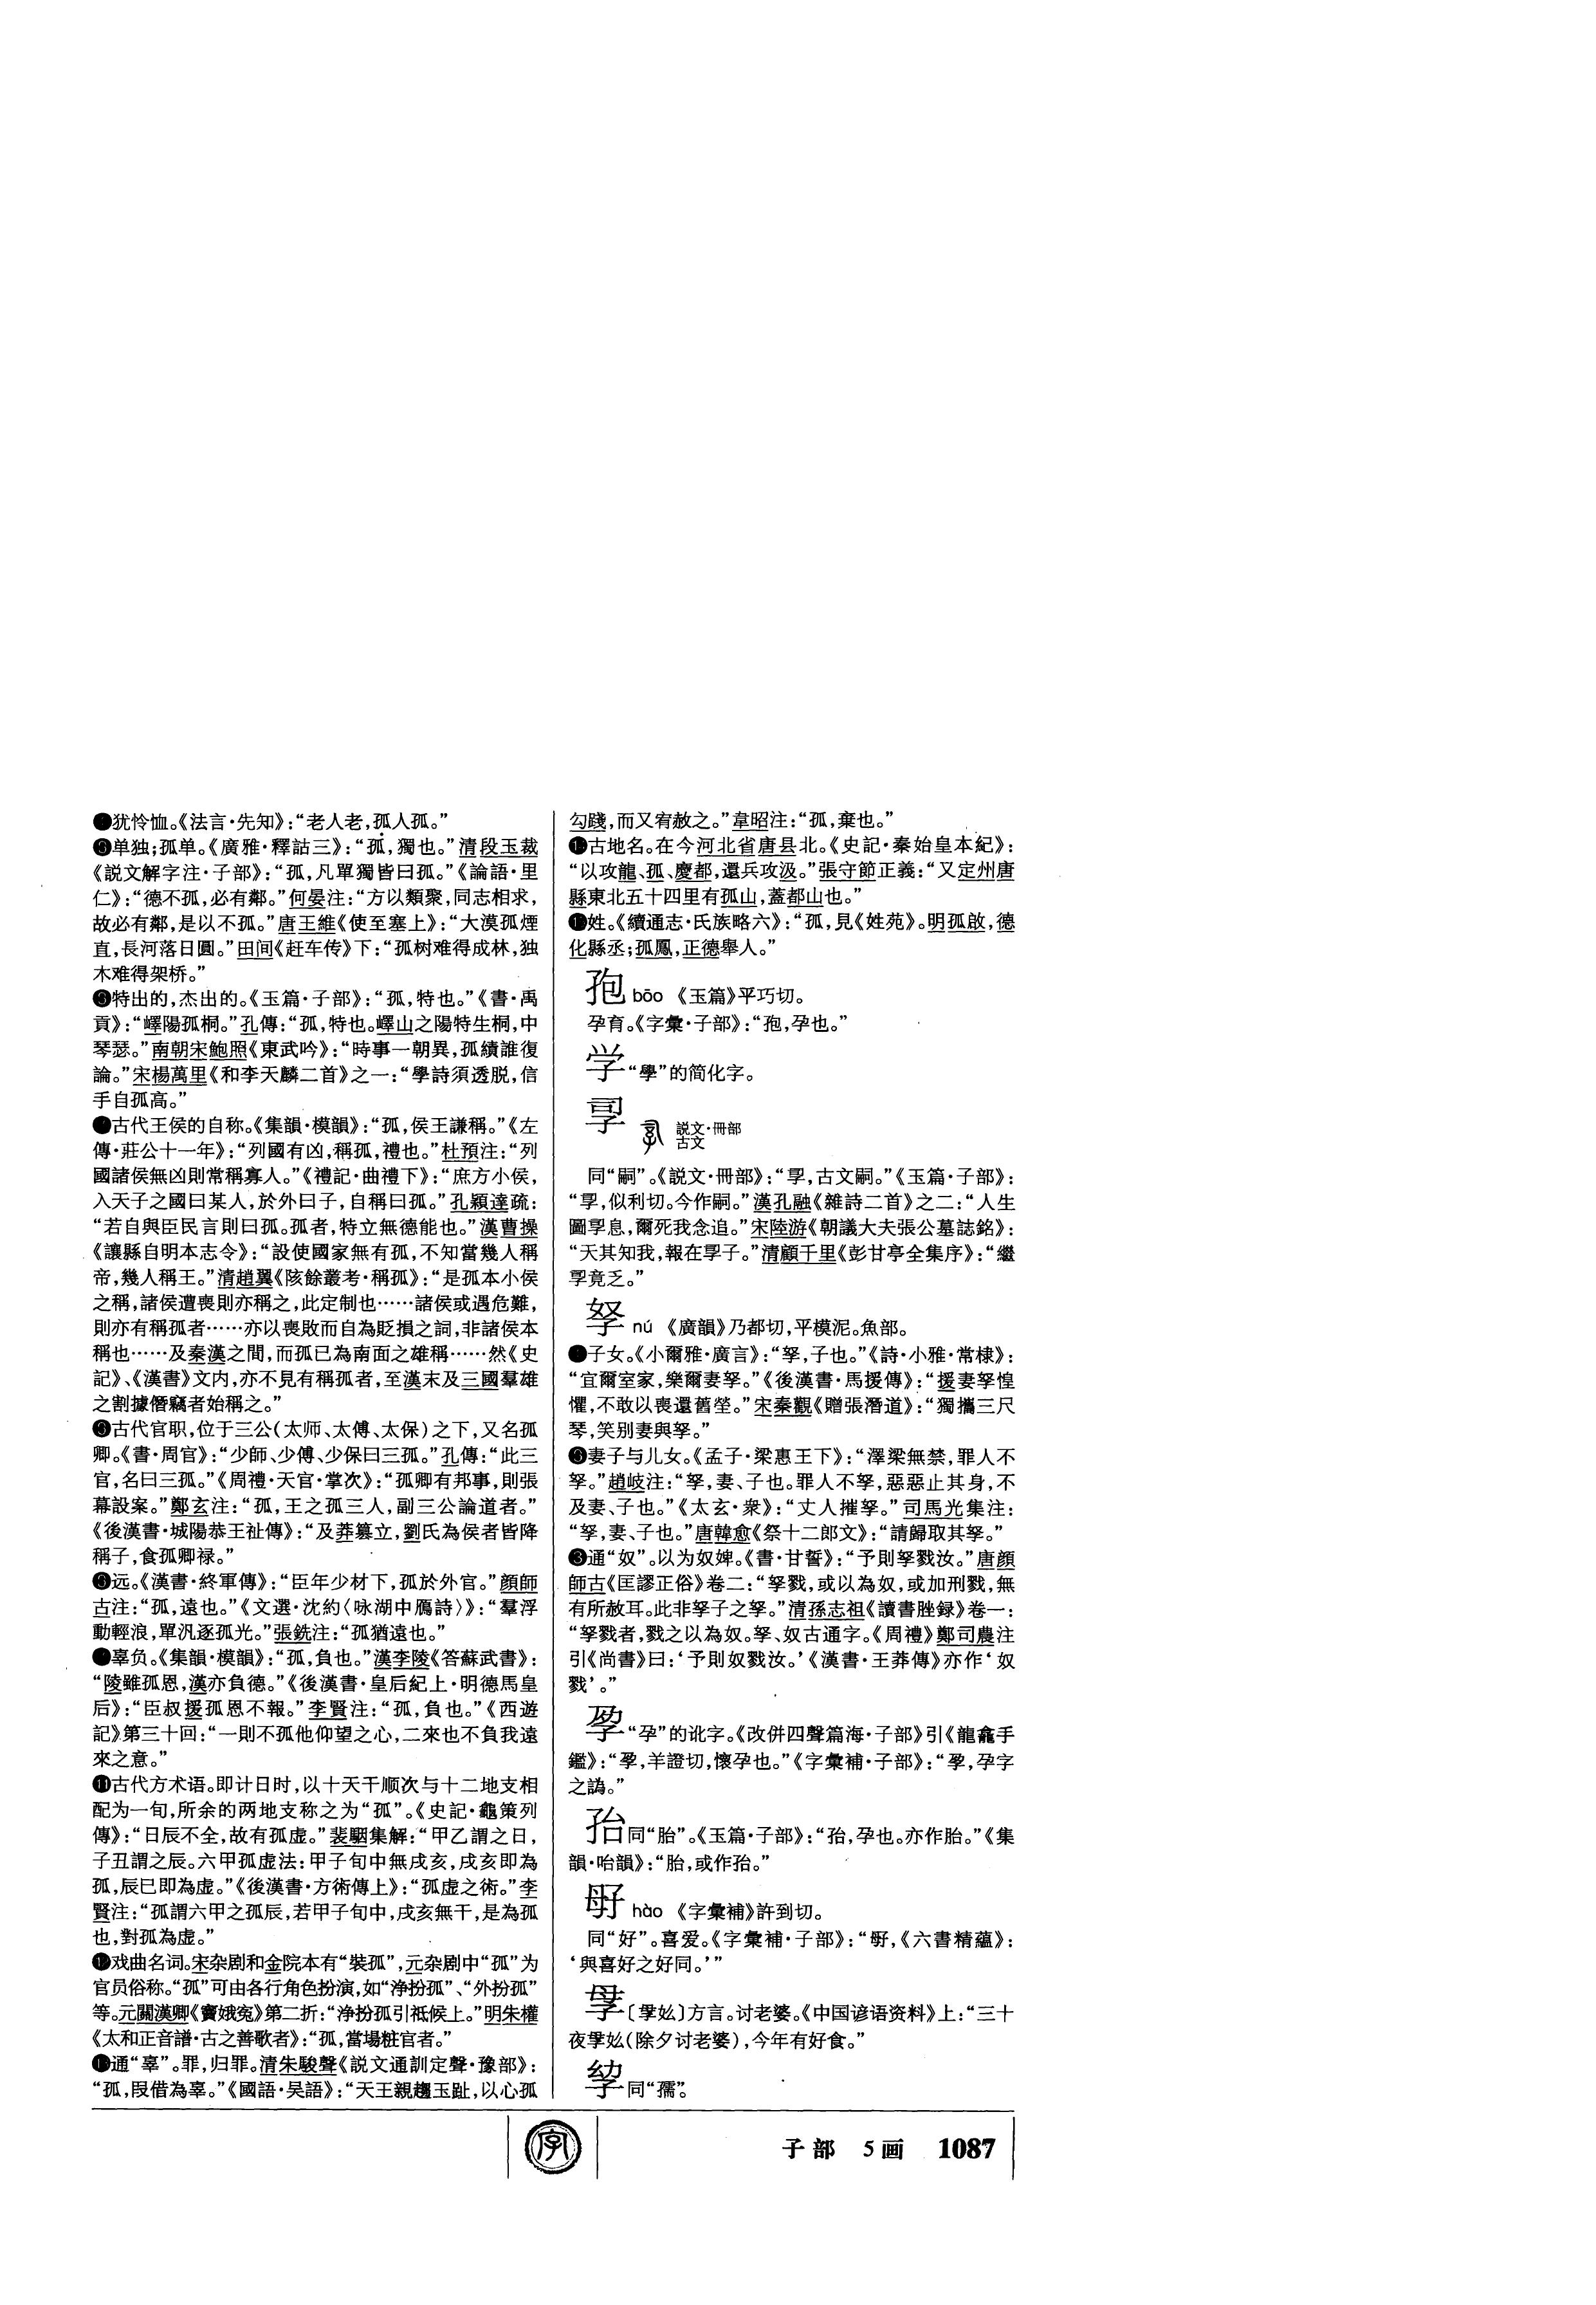 犹怜恤。《法言·先知》：“老人老，孤人孤。”
单独；孤单。《廣雅·釋詁三》：“孤，獨也。”清段玉裁
《説文解字注·子部》：“孤，凡單獨皆曰孤。”《論語·里
仁》：“德不孤，必有鄰。”何晏注：“方以類聚，同志相求，
故必有鄰，是以不孤。”唐王維《使至塞上》：“大漠孤煙
直，長河落日圓。”田间《赶车传》下：“孤树难得成林，独
木难得架桥。”
特出的，杰出的。《玉篇·子部》：“孤，特也。”《書·禹
貢》：“嶧陽孤桐。”孔傳：“孤，特也。嶧山之陽特生桐，中
琴瑟。”南朝宋鲍照《東武吟》：“時事一朝異，孤績誰復
論。”宋楊萬里《和李天麟二首》之一：“學詩須透脱，信
手自孤高。”
古代王侯的自称。《集韻·模韻》：“孤，侯王謙稱。”《左
傳·莊公十一年》：“列國有凶，稱孤，禮也。”杜預注：“列
國諸侯無凶則常稱寡人。”《禮記·曲禮下》：“庶方小侯，
入天子之國曰某人，於外曰子，自稱曰孤。”孔穎達疏：
“若自與臣民言則曰孤。孤者，特立無德能也。”漢曹操
《讓縣自明本志令》：“設使國家無有孤，不知當幾人稱
帝，幾人稱王。”清趙翼《陔餘叢考·稱孤》：“是孤本小侯
之稱，諸侯遭喪則亦稱之，此定制也……諸侯或遇危難，
則亦有稱孤者……亦以喪敗而自為貶損之詞，非諸侯本
稱也……及秦漢之間，而孤已為南面之雄稱……然《史
記》、《漢書》文内，亦不見有稱孤者，至漢末及三國羣雄
之割據僭竊者始稱之。”
古代官职，位于三公（太师、太傅、太保）之下，又名孤
卿。《書·周官》：“少師、少傅、少保曰三孤。”孔傳：“此三
官，名曰三孤。”《周禮·天官·掌次》：“孤卿有邦事，則張
幕設案。”鄭玄注：“孤，王之孤三人，副三公論道者。”
《後漢書·城陽恭王祉傳》：“及莽篡立，劉氏為侯者皆降
稱子，食孤卿禄。”
远。《漢書·終軍傳》：“臣年少材下，孤於外官。”顔師
古注：“孤，遠也。”《文選·沈約〈咏湖中鴈詩〉》：“羣浮
動輕浪，單汎逐孤光。”張銑注：“孤猶遠也。”
辜负。《集韻·模韻》：“孤，負也。”漢李陵《答蘇武書》：
“陵雖孤恩，漢亦負德。”《後漢書·皇后紀上·明德馬皇
后》：“臣叔援孤恩不報。”李賢注：“孤，負也。”《西遊
記》第三十回：“一則不孤他仰望之心，二來也不負我遠
來之意。”
⓫古代方术语。即计日时，以十天干顺次与十二地支相
配为一旬，所余的两地支称之为“孤”。《史記·龜策列
傳》：“日辰不全，故有孤虚。”裴駰集解：“甲乙謂之日，
子丑謂之辰。六甲孤虚法：甲子旬中無戌亥，戌亥即為
孤，辰巳即為虚。”《後漢書·方術傳上》：“孤虚之術。”李
賢注：“孤謂六甲之孤辰，若甲子旬中，戌亥無干，是為孤
也，對孤為虚。”
戏曲名词。宋杂剧和金院本有“裝孤”，元杂剧中“孤”为
官员俗称。“孤”可由各行角色扮演，如“净扮孤”、“外扮孤”
等。元關漢卿《竇娥冤》第二折：“净扮孤引祗候上。”明朱權
《太和正音譜·古之善歌者》：“孤，當場粧官者。”
通“辜”。罪，归罪。清朱駿聲《説文通訓定聲·豫部》：
“孤，叚借為辜。”《國語·吴語》：“天王親趨玉趾，以心孤
勾踐，而又宥赦之。”韋昭注：“孤，棄也。”
古地名。在今河北省唐县北。《史記·秦始皇本紀》：
“以攻龍、孤、慶都，還兵攻汲。”張守節正義：“又定州唐
縣東北五十四里有孤山，蓋都山也。”
姓。《續通志·氏族略六》：“孤，見《姓苑》。明孤啟，德
化縣丞；孤鳳，正德舉人。”
孢 bāo 《玉篇》平巧切。
孕育。《字彙·子部》：“孢，孕也。”
学 “學”的简化字。
孠 説文·冊部
古文
同“嗣”。《説文·冊部》：“孠，古文嗣。”《玉篇·子部》：
“孠，似利切。今作嗣。”漢孔融《雜詩二首》之二：“人生
圖孠息，爾死我念追。”宋陸游《朝議大夫張公墓誌銘》：
“天其知我，報在孠子。”清顧千里《彭甘亭全集序》：“繼
孠竟乏。”
孥 nú 《廣韻》乃都切，平模泥。魚部。
子女。《小爾雅·廣言》：“孥，子也。”《詩·小雅·常棣》：
“宜爾室家，樂爾妻孥。”《後漢書·馬援傳》：“援妻孥惶
懼，不敢以喪還舊塋。”宋秦觀《贈張潛道》：“獨攜三尺
琴，笑别妻與孥。”
妻子与儿女。《孟子·梁惠王下》：“澤梁無禁，罪人不
孥。”趙岐注：“孥，妻、子也。罪人不孥，惡惡止其身，不
及妻、子也。”《太玄·衆》：“丈人摧孥。”司馬光集注：
“孥，妻、子也。”唐韓愈《祭十二郎文》：“請歸取其孥。”
❸通“奴”。以为奴婢。《書·甘誓》：“予則孥戮汝。”唐顔
師古《匡謬正俗》卷二：“孥戮，或以為奴，或加刑戮，無
有所赦耳。此非孥子之孥。”清孫志祖《讀書脞録》卷一：
“孥戮者，戮之以為奴。孥、奴古通字。《周禮》鄭司農注
引《尚書》曰：‘予則奴戮汝。’《漢書·王莽傳》亦作‘奴
戮’。”
“孕”的讹字。《改併四聲篇海·子部》引《龍龕手
鑑》：“，羊證切，懷孕也。”《字彙補·子部》：“，孕字
之譌。”
孡 同“胎”。《玉篇·子部》：“孡，孕也。亦作胎。”《集
韻·咍韻》：“胎，或作孡。”
hào 《字彙補》許到切。
同“好”。喜爱。《字彙補·子部》：“，《六書精蘊》：
‘與喜好之好同。’”
〔妶〕方言。讨老婆。《中国谚语资料》上：“三十
夜妶（除夕讨老婆），今年有好食。”
同“孺”。
子部 5画 1087